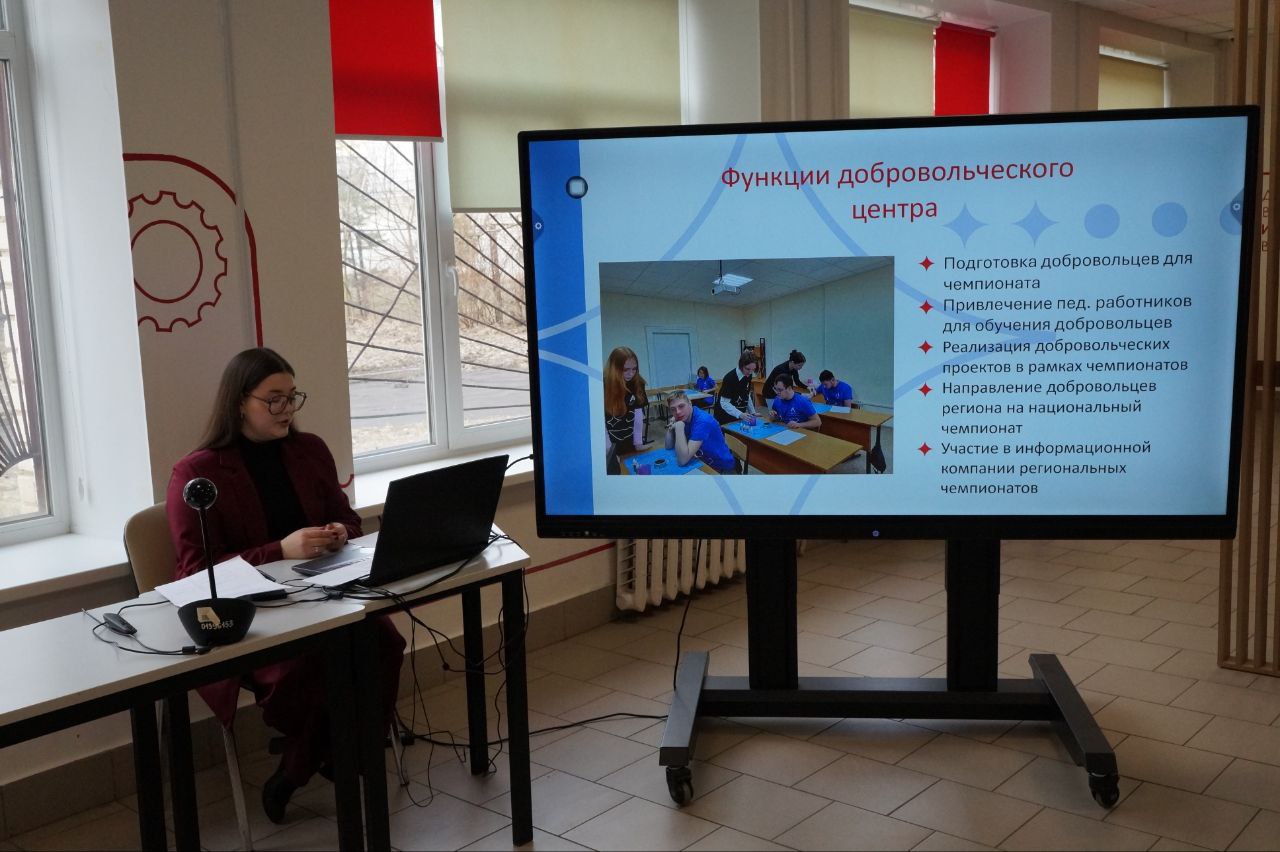 Функции добровольческого
центра
Подготовка добровольцев для
чемпионата
Привлечение пед. работников
для обучения добровольцев
Реализация добровольческих
проектов в рамках чемпионатов
Направление добровольцев
региона на национальный
чемпионат
Участие в информационной
компании региональных
чемпионатов